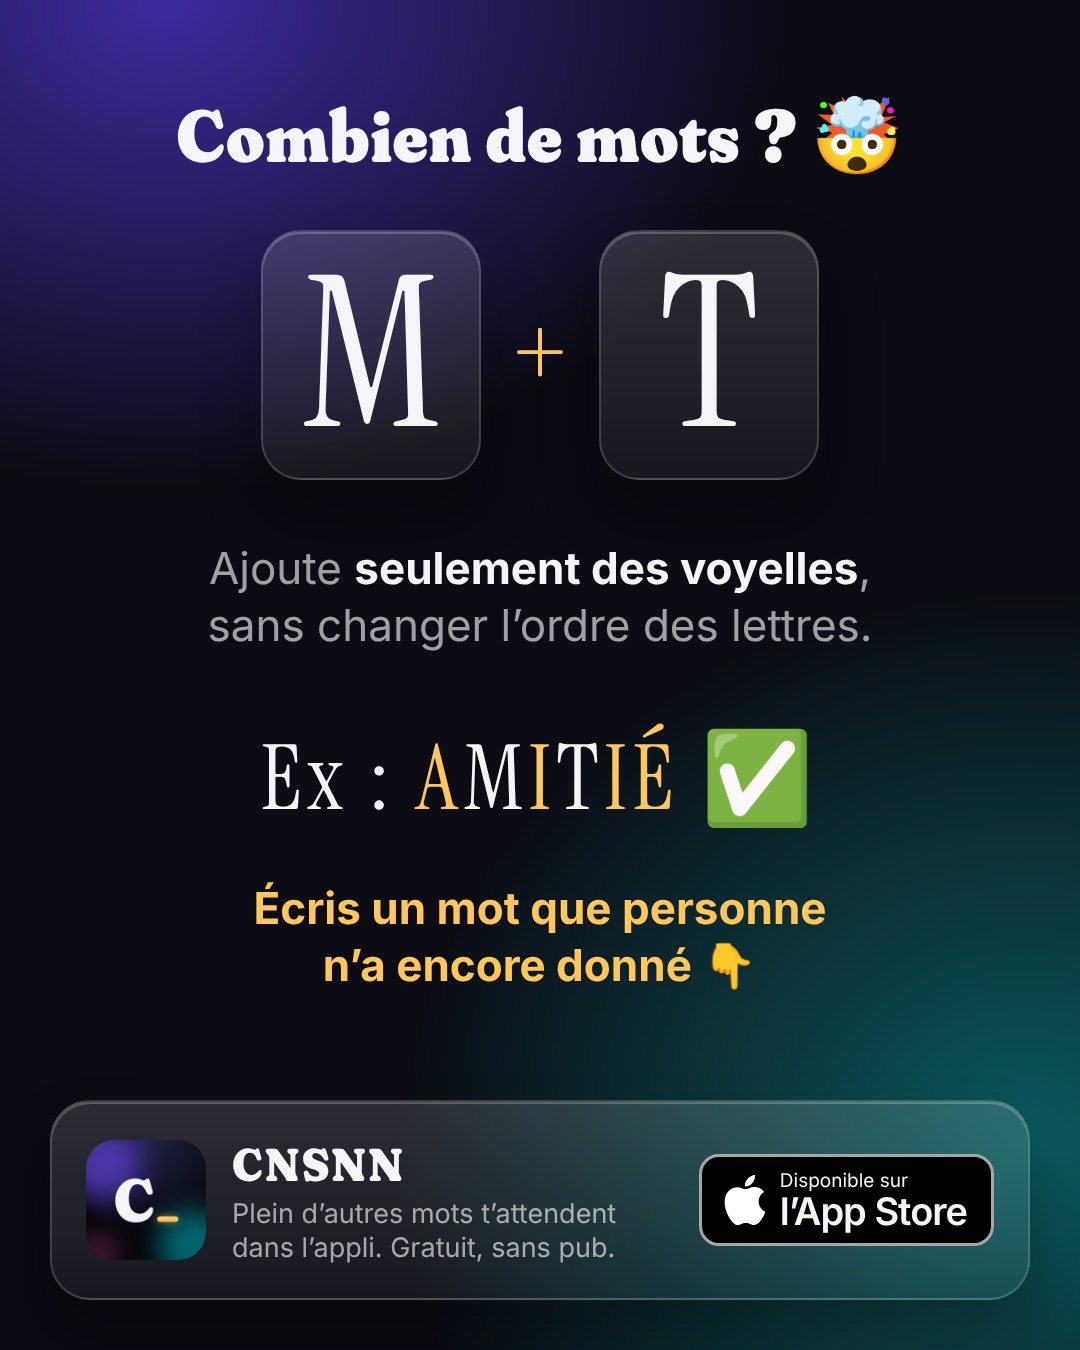 Combien de mots ? 🤯
M + T
Ajoute seulement des voyelles,
sans changer l’ordre des lettres.
Ex : AMITIÉ ✅
Écris un mot que personne
n’a encore donné 👇
C_
CNSNN
Plein d’autres mots t’attendent
dans l’appli. Gratuit, sans pub.
Disponible sur
l’App Store